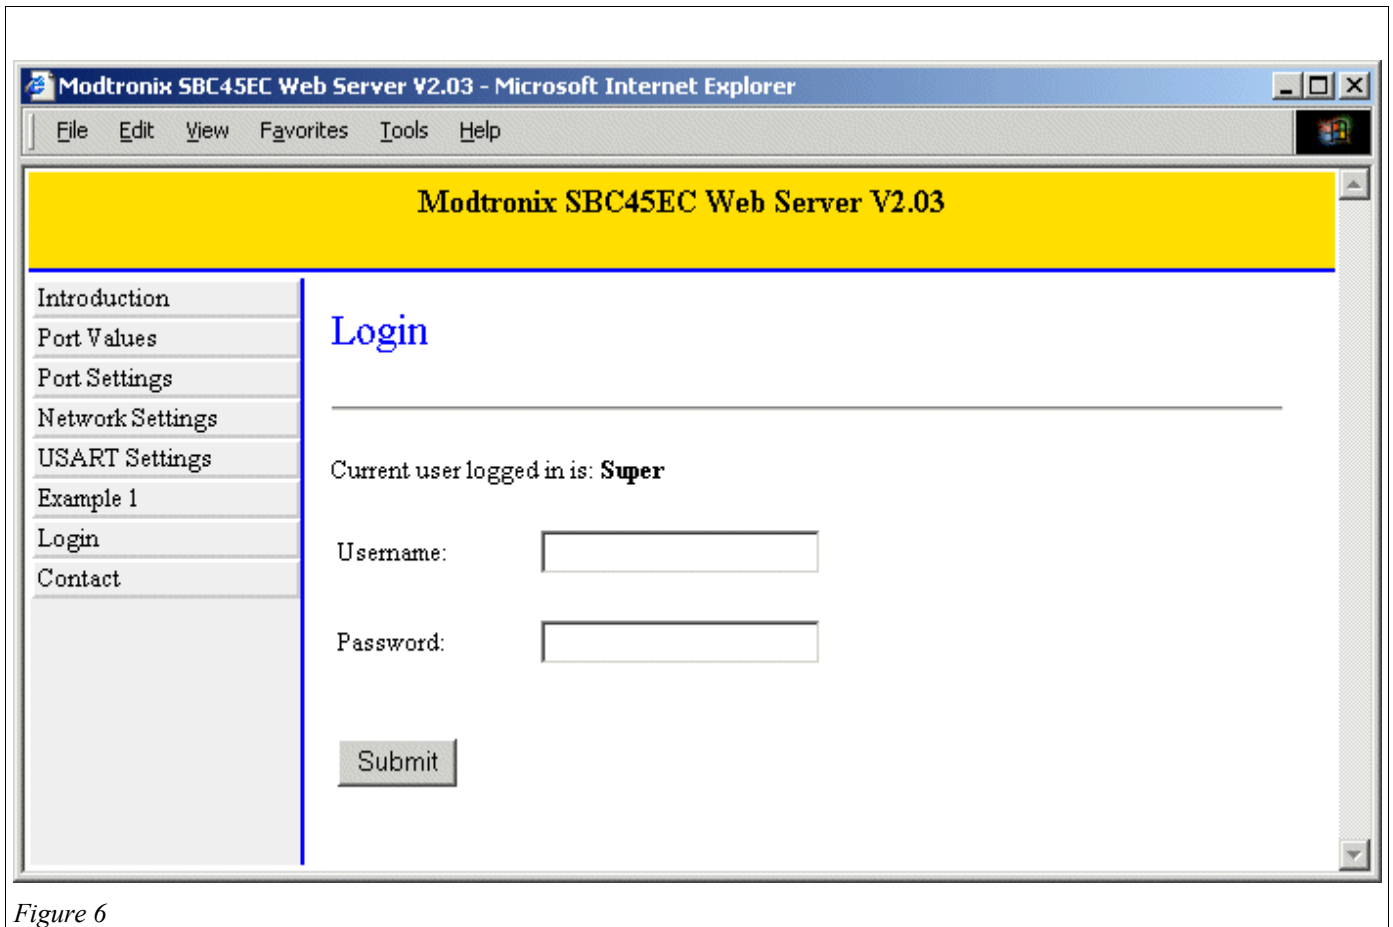 Modtronix SBC45EC Web Server V2.03 - Microsoft Internet Explorer
File Edit View Favorites Tools Help
Modtronix SBC45EC Web Server V2.03
Introduction
Port Values
Port Settings
Network Settings
USART Settings
Example 1
Login
Contact
Login
Current user logged in is: Super
Username:
Password:
Submit
Figure 6